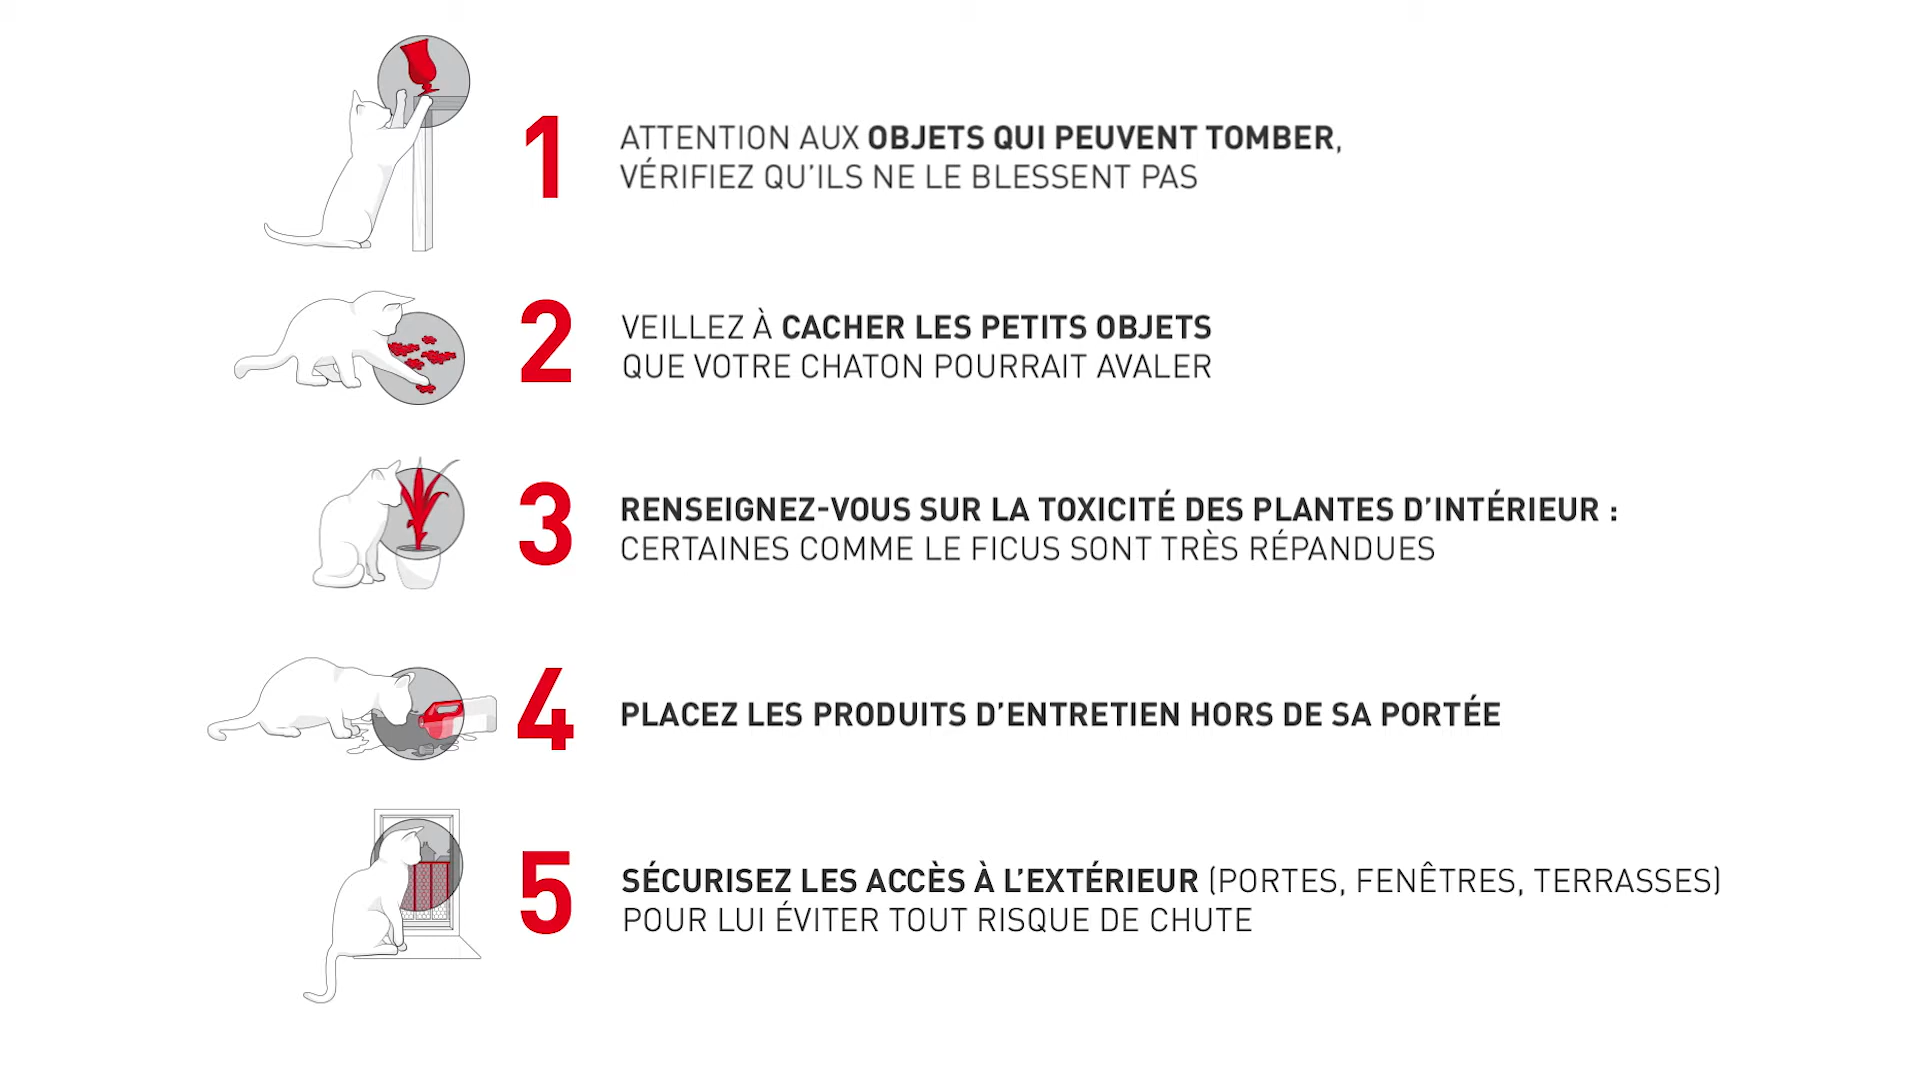 1
ATTENTION AUX OBJETS QUI PEUVENT TOMBER,
VÉRIFIEZ QU’ILS NE LE BLESSENT PAS
2
VEILLEZ À CACHER LES PETITS OBJETS
QUE VOTRE CHATON POURRAIT AVALER
3
RENSEIGNEZ-VOUS SUR LA TOXICITÉ DES PLANTES D’INTÉRIEUR :
CERTAINES COMME LE FICUS SONT TRÈS RÉPANDUES
4
PLACEZ LES PRODUITS D’ENTRETIEN HORS DE SA PORTÉE
5
SÉCURISEZ LES ACCÈS À L’EXTÉRIEUR (PORTES, FENÊTRES, TERRASSES)
POUR LUI ÉVITER TOUT RISQUE DE CHUTE